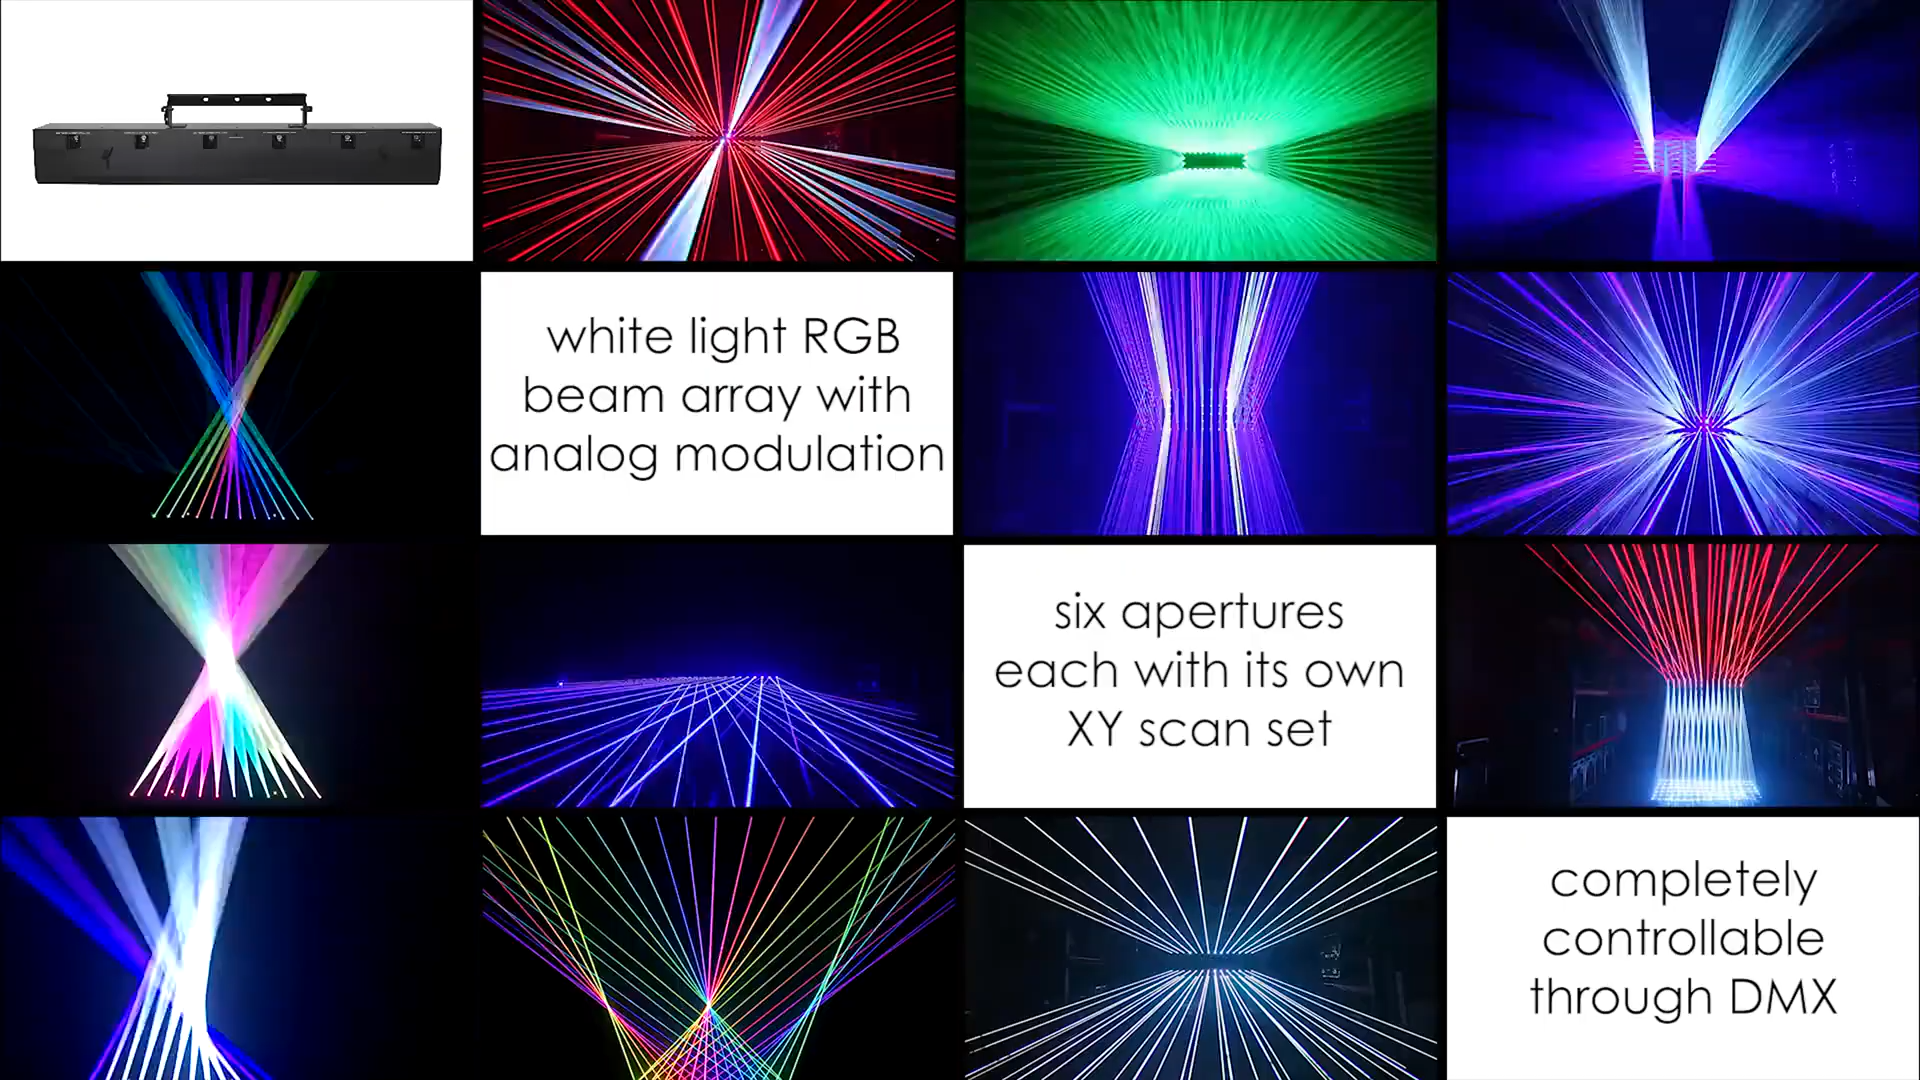 white light RGB
beam array with
analog modulation
six apertures
each with its own
XY scan set
completely
controllable
through DMX